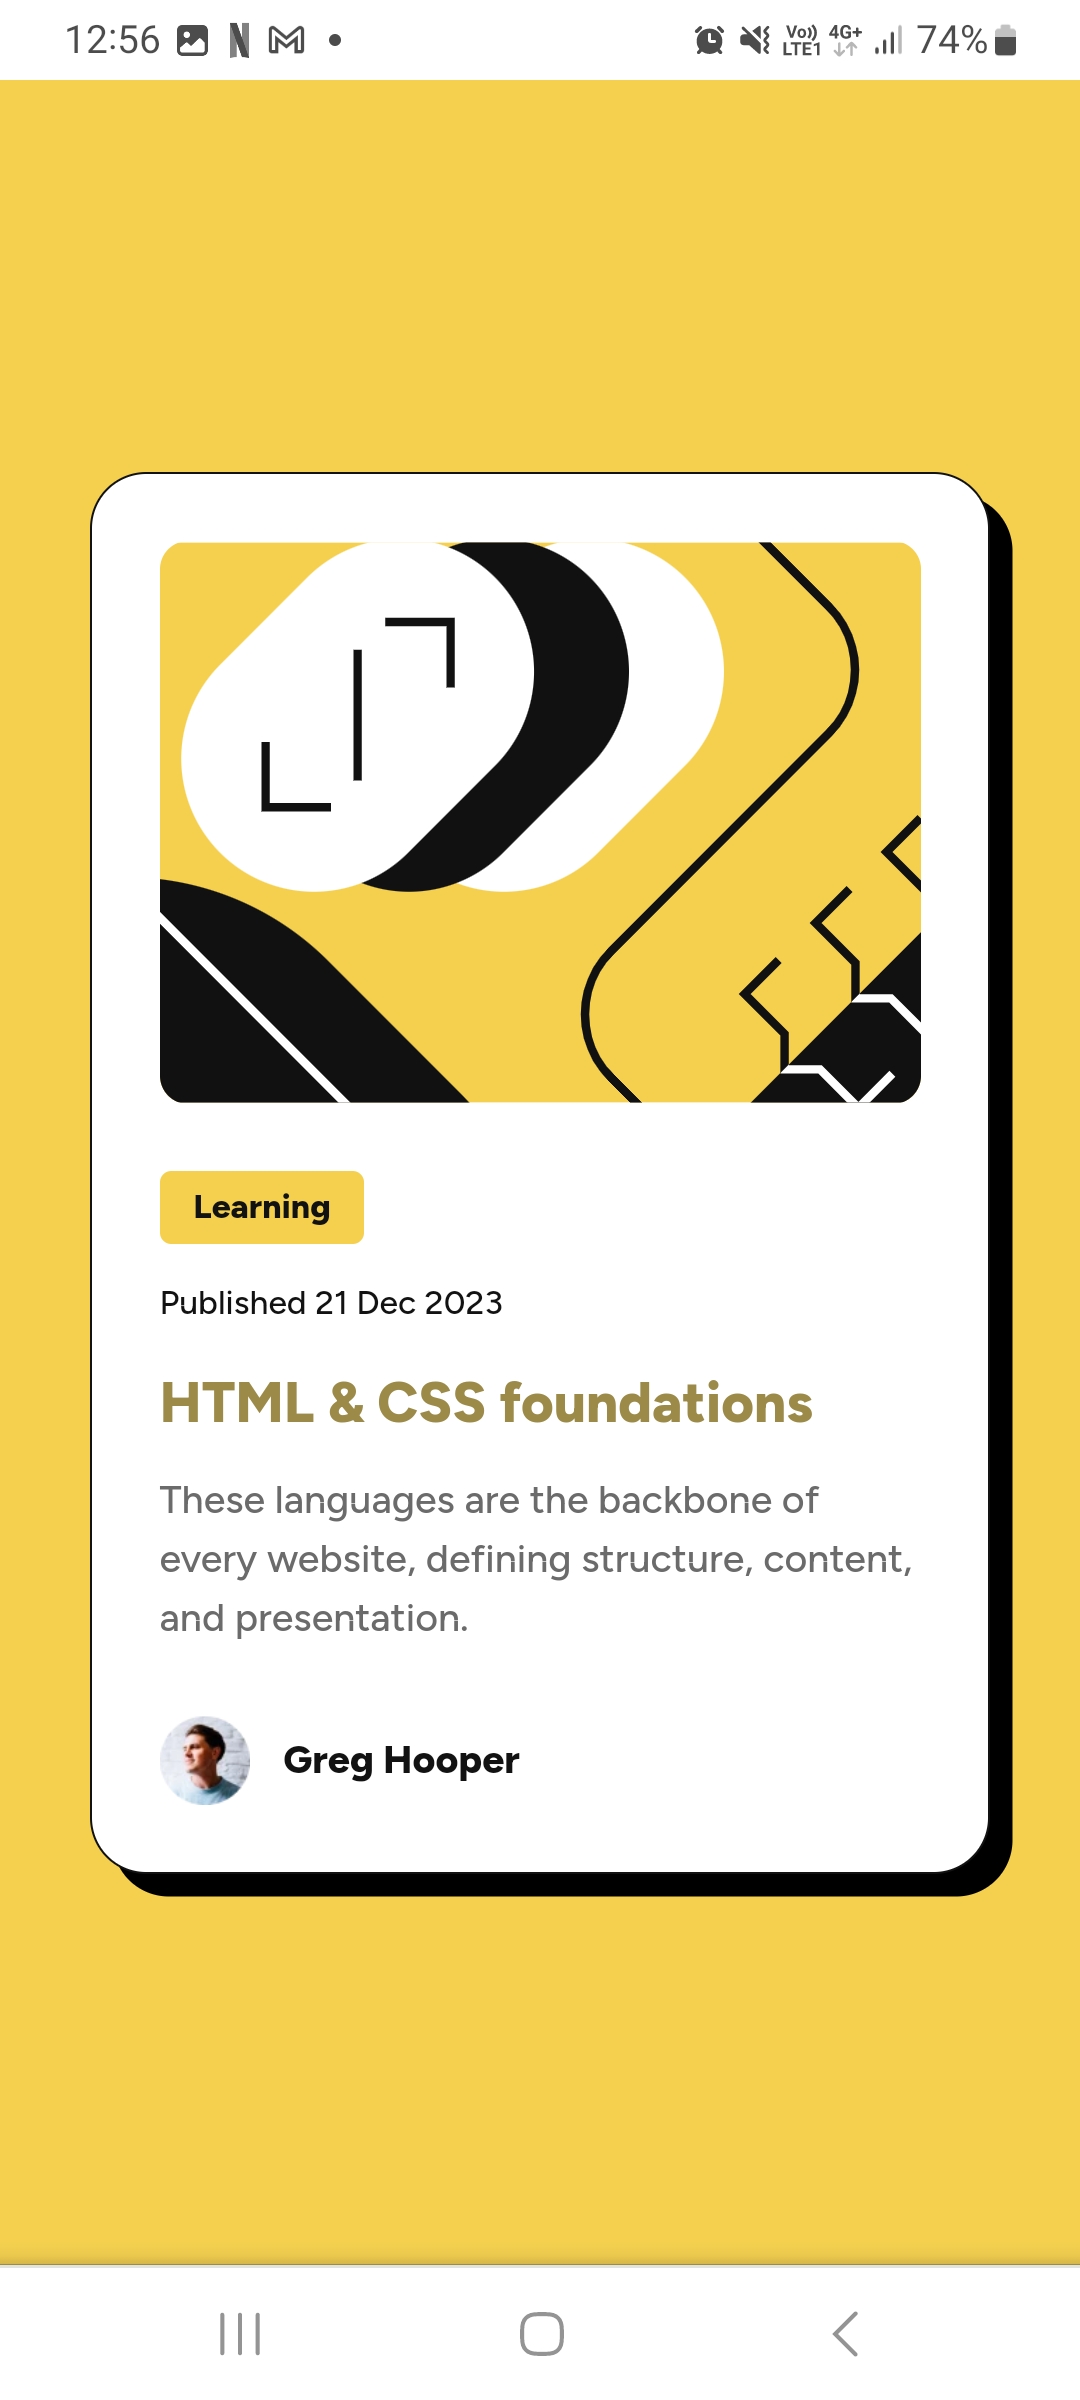 12:56
Vo)) 4G+ 74%
LTE1
Learning
Published 21 Dec 2023
HTML & CSS foundations
These languages are the backbone of
every website, defining structure, content,
and presentation.
Greg Hooper